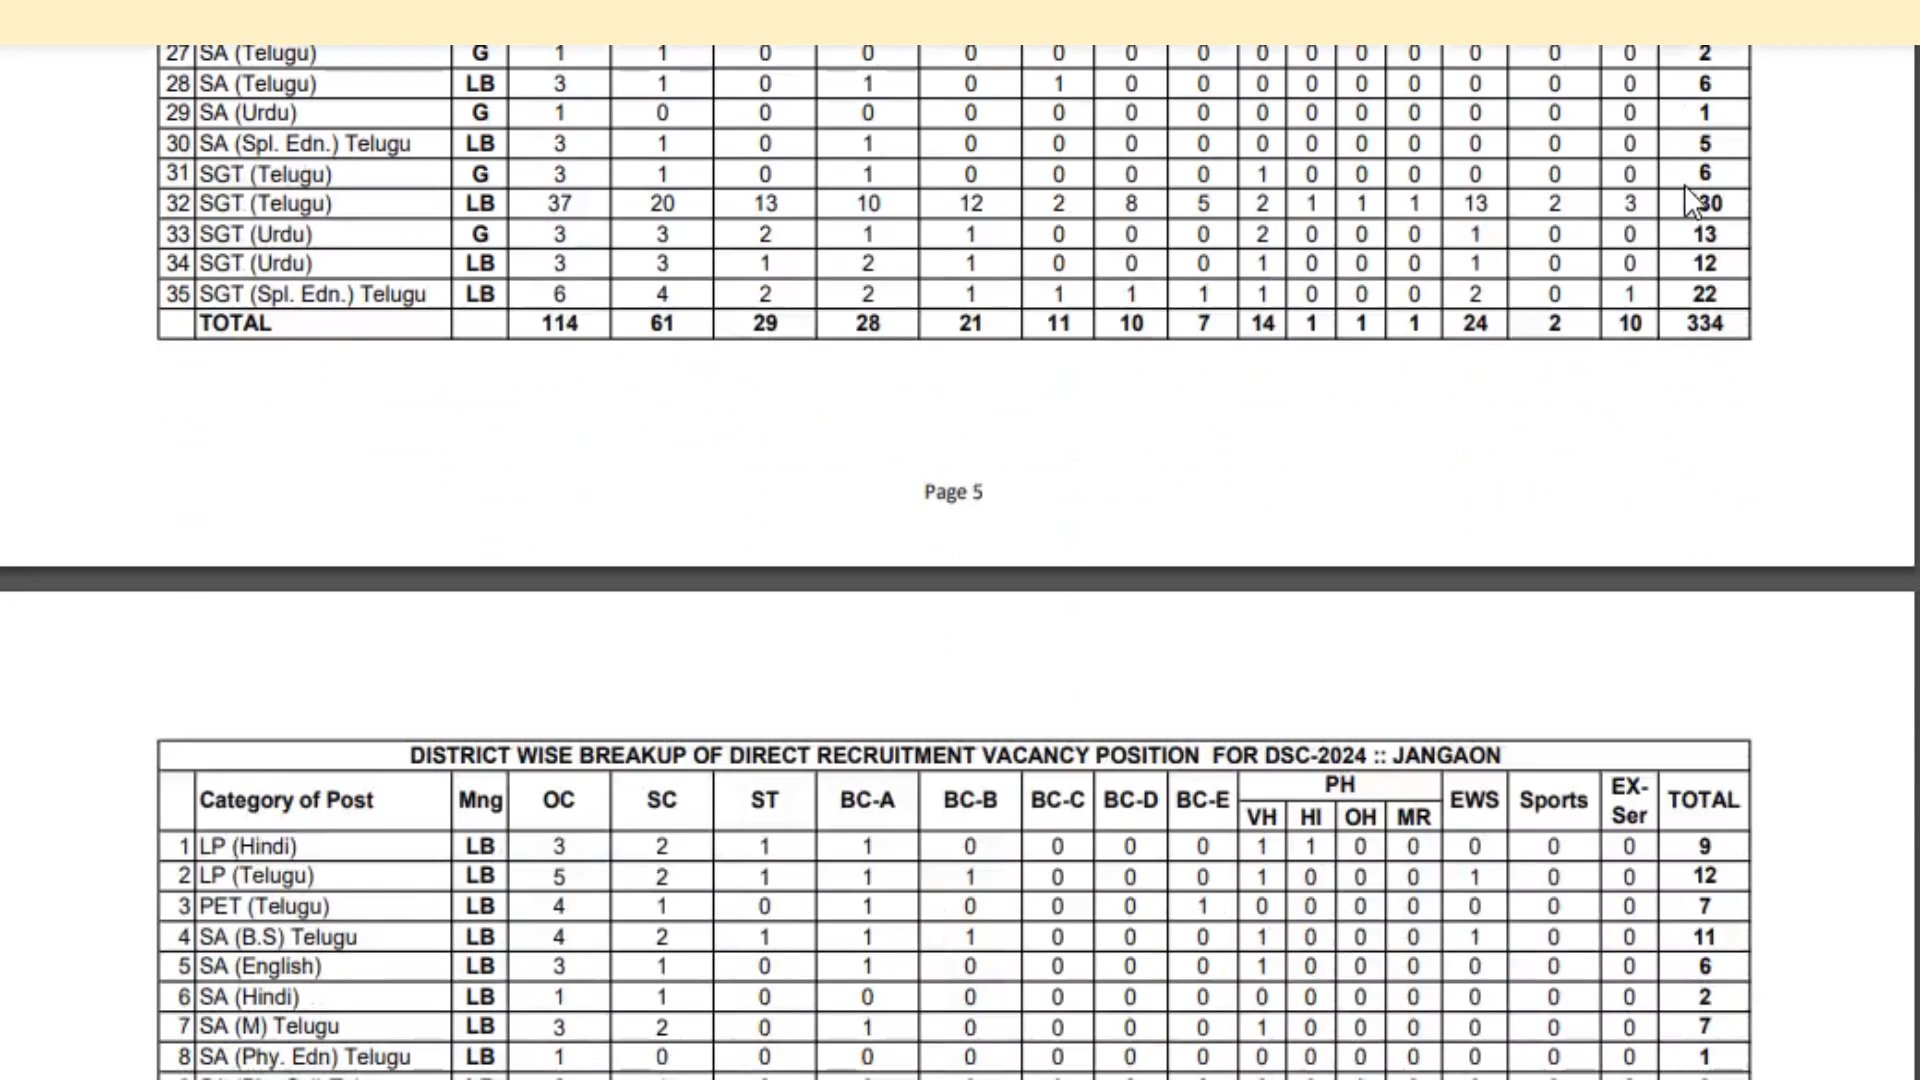 27 SA (Telugu) G 1 1 0 0 0 0 0 0 0 0 0 0 0 0 0 2
28 SA (Telugu) LB 3 1 0 1 0 1 0 0 0 0 0 0 0 0 0 6
29 SA (Urdu) G 1 0 0 0 0 0 0 0 0 0 0 0 0 0 0 1
30 SA (Spl. Edn.) Telugu LB 3 1 0 1 0 0 0 0 0 0 0 0 0 0 0 5
31 SGT (Telugu) G 3 1 0 1 0 0 0 0 1 0 0 0 0 0 0 6
32 SGT (Telugu) LB 37 20 13 10 12 2 8 5 2 1 1 1 13 2 3
33 SGT (Urdu) G 3 3 2 1 1 0 0 0 2 0 0 0 1 0 0 13
34 SGT (Urdu) LB 3 3 1 2 1 0 0 0 1 0 0 0 1 0 0 12
35 SGT (Spl. Edn.) Telugu LB 6 4 2 2 1 1 1 1 1 0 0 0 2 0 1 22
TOTAL 114 61 29 28 21 11 10 7 14 1 1 1 24 2 10 334
Page 5
DISTRICT WISE BREAKUP OF DIRECT RECRUITMENT VACANCY POSITION FOR DSC-2024 :: JANGAON
Category of Post Mng OC SC ST BC-A BC-B BC-C BC-D BC-E PH EWS Sports EX-Ser TOTAL
VH HI OH MR
1 LP (Hindi) LB 3 2 1 1 0 0 0 0 1 1 0 0 0 0 0 9
2 LP (Telugu) LB 5 2 1 1 1 0 0 0 1 0 0 0 1 0 0 12
3 PET (Telugu) LB 4 1 0 1 0 0 0 1 0 0 0 0 0 0 0 7
4 SA (B.S) Telugu LB 4 2 1 1 1 0 0 0 1 0 0 0 1 0 0 11
5 SA (English) LB 3 1 0 1 0 0 0 0 1 0 0 0 0 0 0 6
6 SA (Hindi) LB 1 1 0 0 0 0 0 0 0 0 0 0 0 0 0 2
7 SA (M) Telugu LB 3 2 0 1 0 0 0 0 1 0 0 0 0 0 0 7
8 SA (Phy. Edn) Telugu LB 1 0 0 0 0 0 0 0 0 0 0 0 0 0 0 1